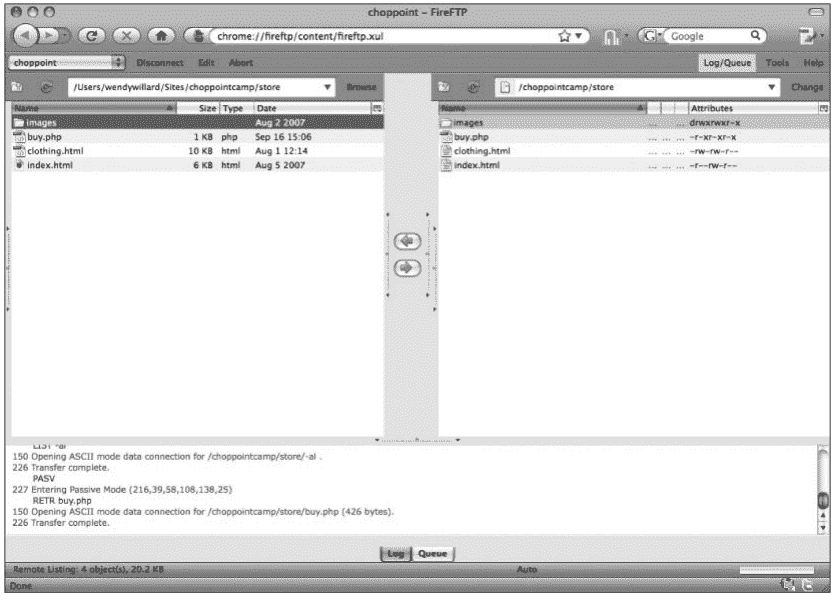 choppoint – FireFTP
chrome://fireftp/content/fireftp.xul
Google
choppoint Disconnect Edit Abort Log/Queue Tools Help
/Users/wendywillard/Sites/choppointcamp/store Browse
/choppointcamp/store Change
Name Size Type Date
images Aug 2 2007
buy.php 1 KB php Sep 16 15:06
clothing.html 10 KB html Aug 1 12:14
index.html 6 KB html Aug 5 2007
Name Attributes
images ... ... drwxrwxr-x
buy.php ... ... ... -r-xr-xr-x
clothing.html ... ... ... -rw-rw-r--
index.html ... ... ... -r--rw-r--
LIST -al
150 Opening ASCII mode data connection for /choppointcamp/store/-al .
226 Transfer complete.
PASV
227 Entering Passive Mode (216,39,58,108,138,25)
RETR buy.php
150 Opening ASCII mode data connection for /choppointcamp/store/buy.php (426 bytes).
226 Transfer complete.
Log Queue
Remote Listing: 4 object(s), 20.2 KB Auto
Done